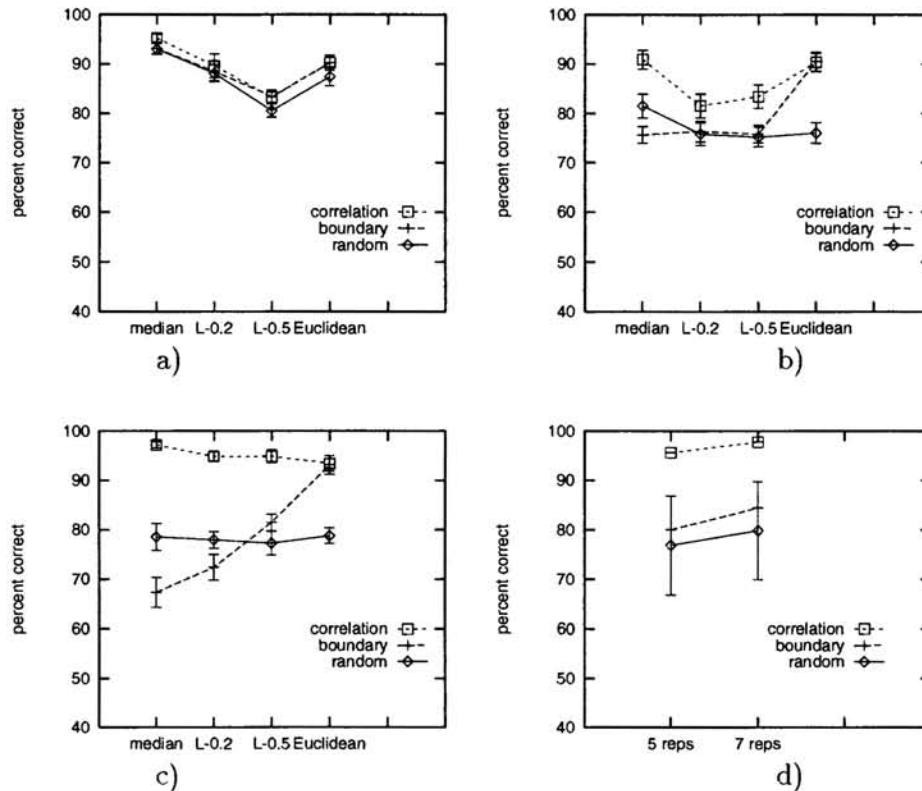 100
90
80
70
60
50
40
percent correct
correlation
boundary
random
median L-0.2 L-0.5 Euclidean
a)
100
90
80
70
60
50
40
percent correct
correlation
boundary
random
median L-0.2 L-0.5 Euclidean
b)
100
90
80
70
60
50
40
percent correct
correlation
boundary
random
median L-0.2 L-0.5 Euclidean
c)
100
90
80
70
60
50
40
percent correct
correlation
boundary
random
5 reps 7 reps
d)